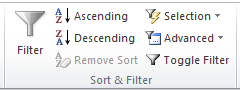 Filter
Ascending
Descending
Remove Sort
Selection
Advanced
Toggle Filter
Sort & Filter